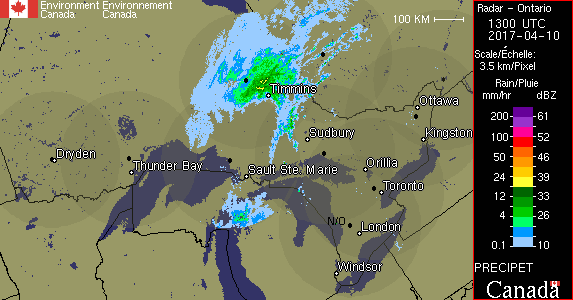 Environment Environnement
Canada Canada
100 KM
Timmins
Ottawa
Sudbury
Kingston
Dryden
Thunder Bay
Sault Ste. Marie
Orillia
Toronto
N/O
London
Windsor
Radar - Ontario
1300 UTC
2017-04-10
Scale/Échelle:
3.5 km/Pixel
Rain/Pluie
mm/hr dBZ
200 61
100 52
50 46
24 39
12 33
4 26
0.1 10
PRECIPET
Canada